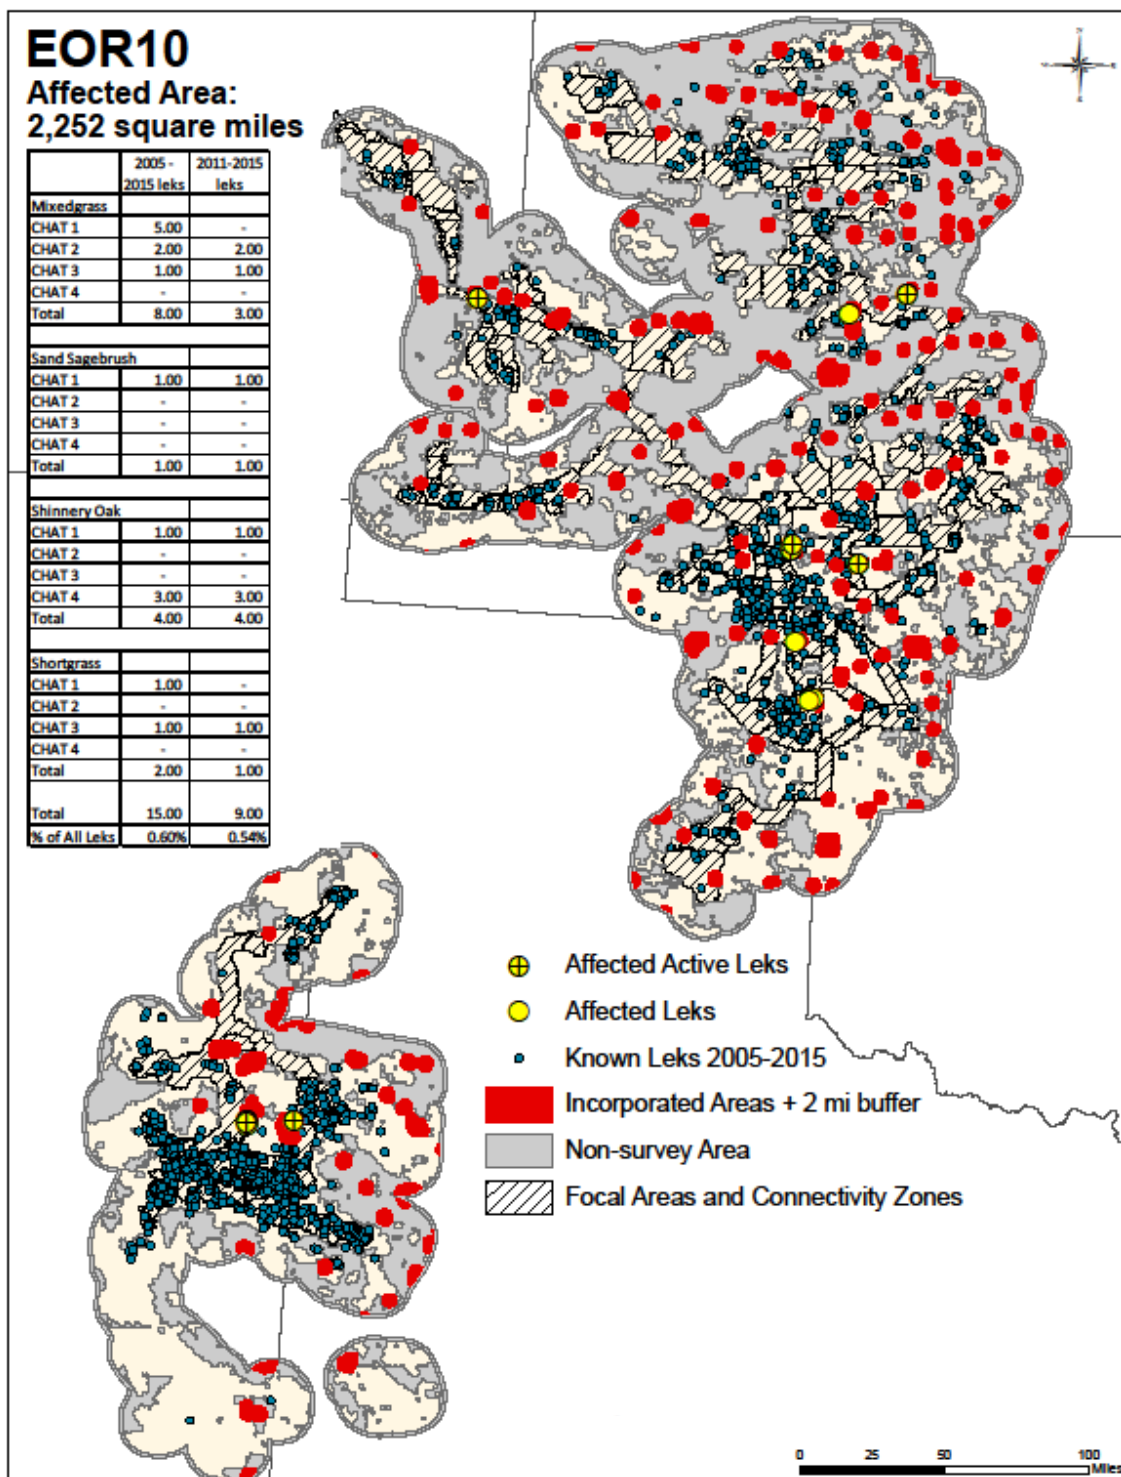 EOR10
Affected Area:
2,252 square miles
2005 - 2011-2015
2015 leks leks
Mixedgrass
CHAT 1 5.00 -
CHAT 2 2.00 2.00
CHAT 3 1.00 1.00
CHAT 4 - -
Total 8.00 3.00
Sand Sagebrush
CHAT 1 1.00 1.00
CHAT 2 - -
CHAT 3 - -
CHAT 4 - -
Total 1.00 1.00
Shinnery Oak
CHAT 1 1.00 1.00
CHAT 2 - -
CHAT 3 - -
CHAT 4 3.00 3.00
Total 4.00 4.00
Shortgrass
CHAT 1 1.00 -
CHAT 2 - -
CHAT 3 1.00 1.00
CHAT 4 - -
Total 2.00 1.00
Total 15.00 9.00
% of All Leks 0.60% 0.54%
Affected Active Leks
Affected Leks
Known Leks 2005-2015
Incorporated Areas + 2 mi buffer
Non-survey Area
Focal Areas and Connectivity Zones
0 25 50 100
Miles